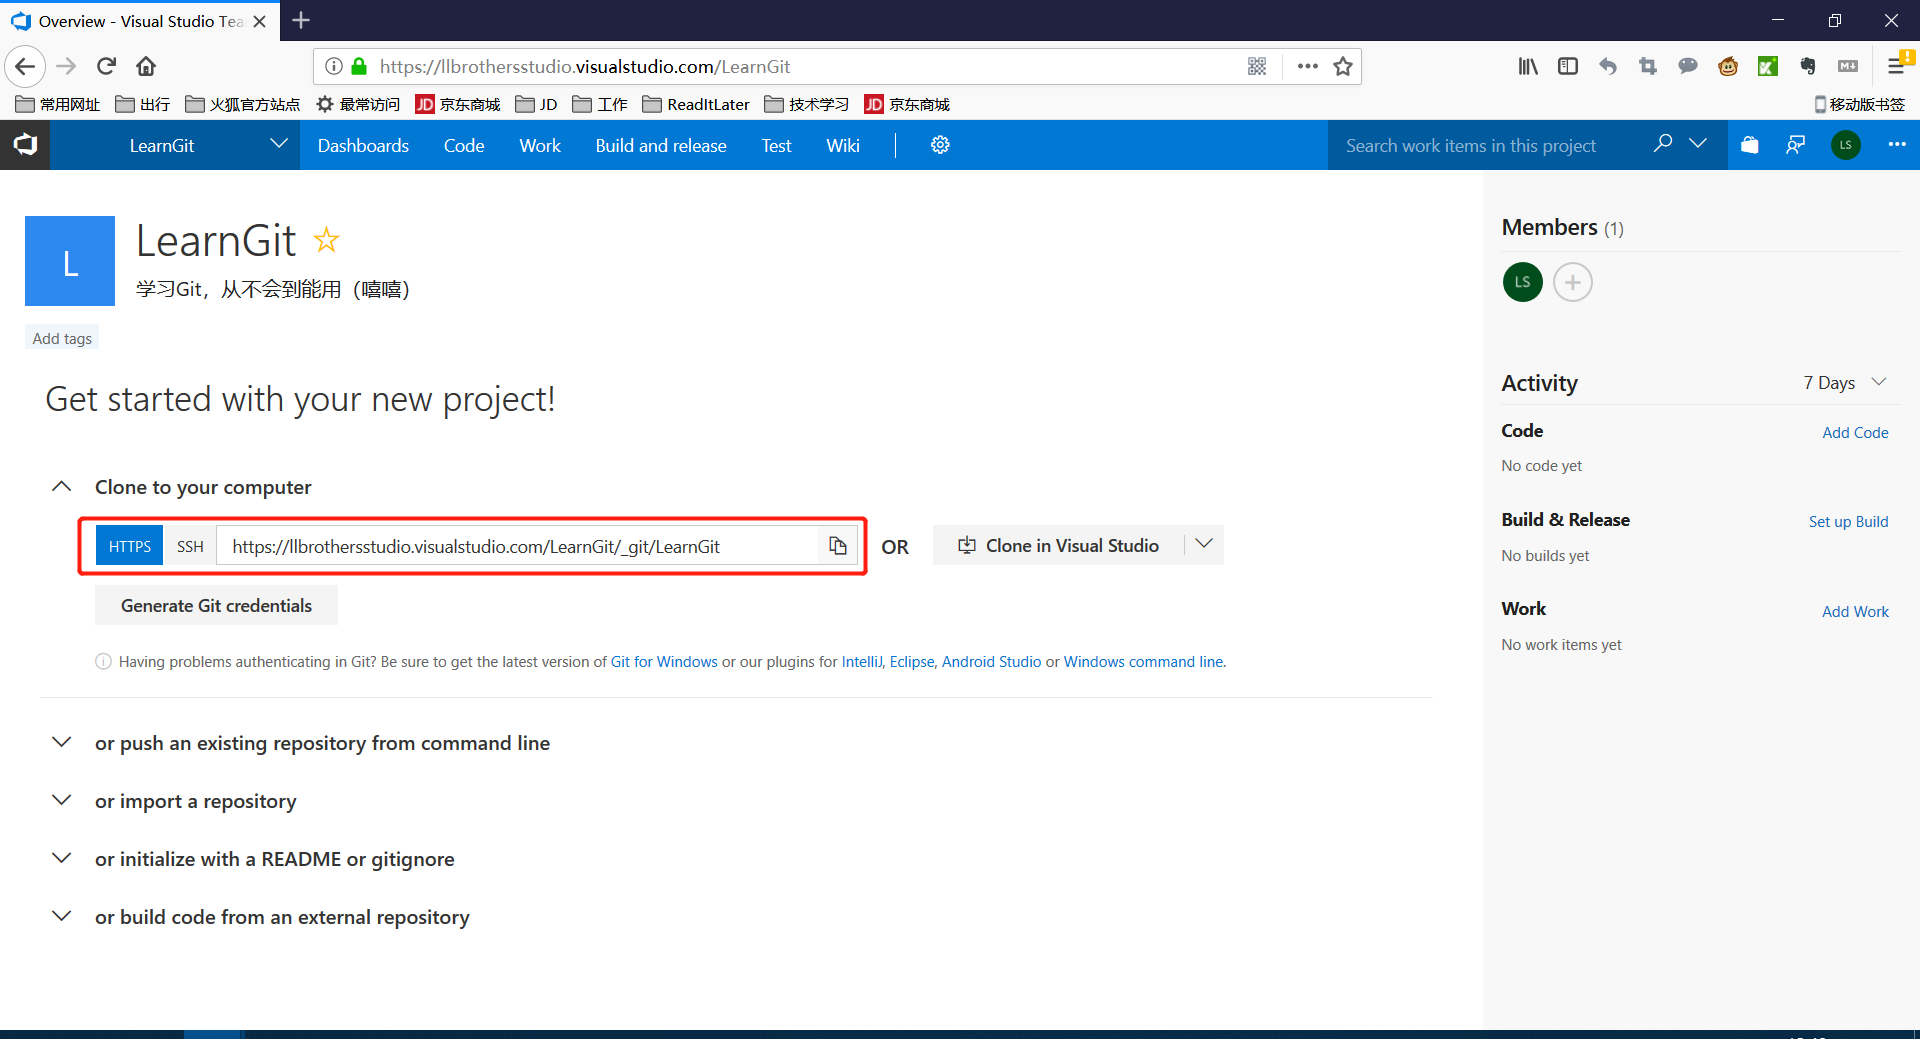 Overview - Visual Studio Tea
https://llbrothersstudio.visualstudio.com/LearnGit
常用网址 出行 火狐官方站点 最常访问 JD 京东商城 JD 工作 ReadItLater 技术学习 JD 京东商城 移动版书签
LearnGit Dashboards Code Work Build and release Test Wiki Search work items in this project LS
L
LearnGit
学习Git，从不会到能用（嘻嘻）
Add tags
Get started with your new project!
Clone to your computer
HTTPS SSH https://llbrothersstudio.visualstudio.com/LearnGit/_git/LearnGit OR Clone in Visual Studio
Generate Git credentials
Having problems authenticating in Git? Be sure to get the latest version of Git for Windows or our plugins for IntelliJ, Eclipse, Android Studio or Windows command line.
or push an existing repository from command line
or import a repository
or initialize with a README or gitignore
or build code from an external repository
Members (1)
LS
Activity 7 Days
Code Add Code
No code yet
Build & Release Set up Build
No builds yet
Work Add Work
No work items yet